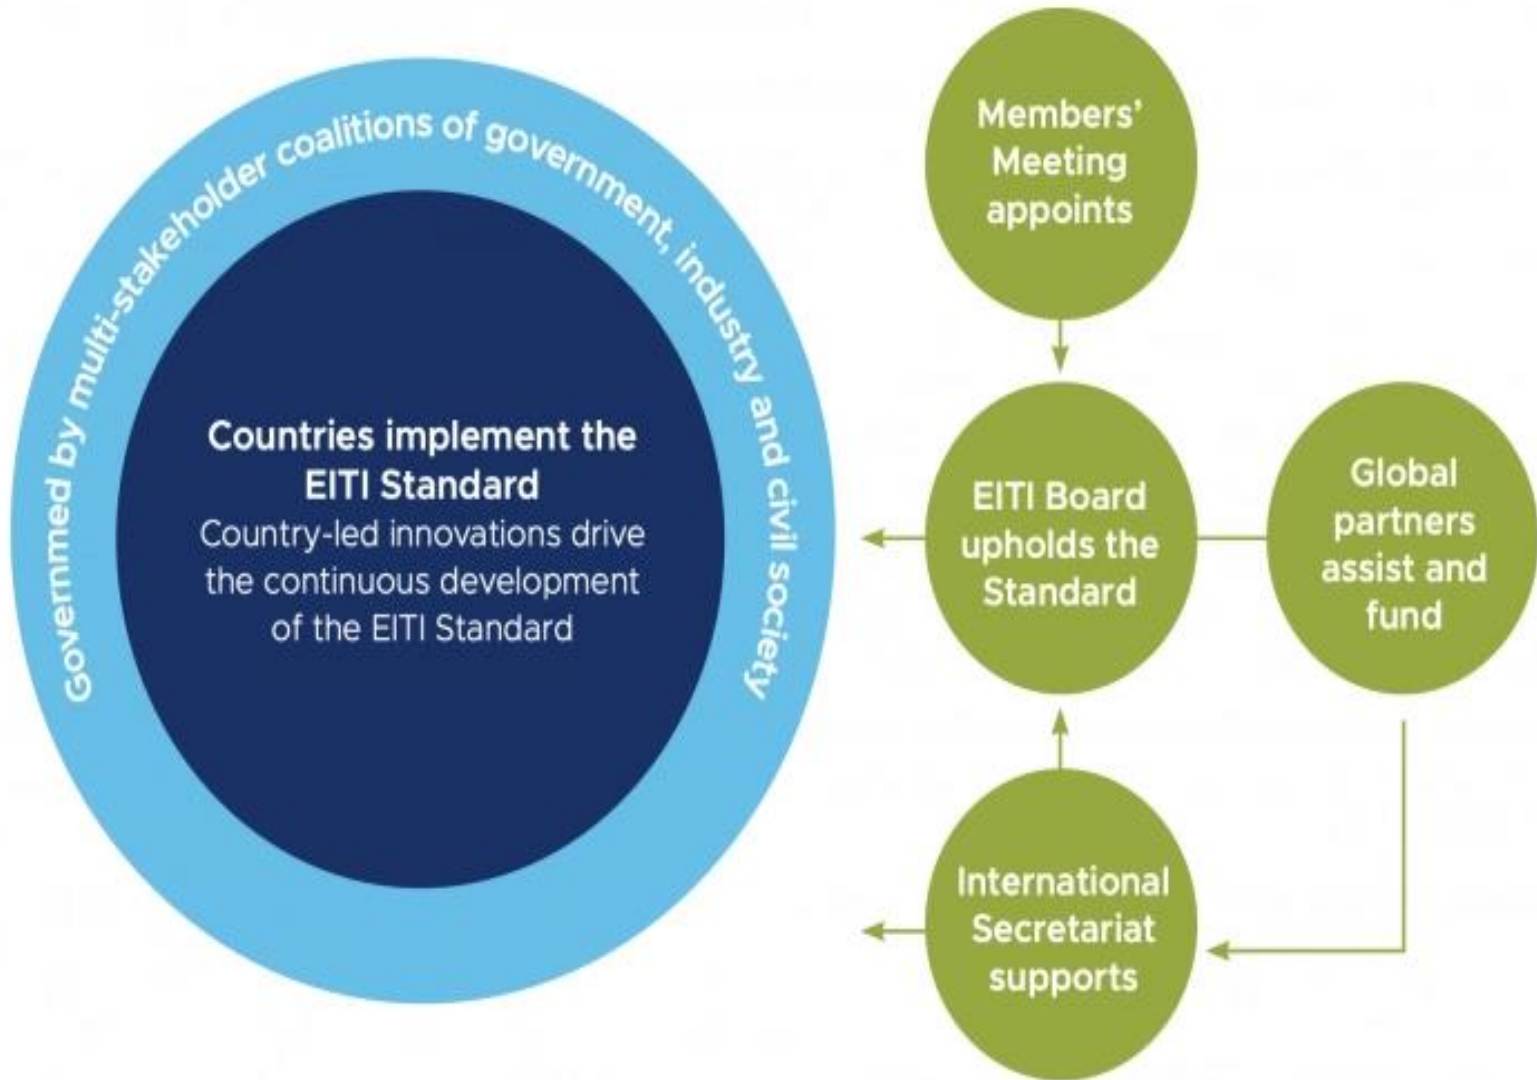 Governmed by multi-stakeholder coalitions of government, industry and civil society
Countries implement the
EITI Standard
Country-led innovations drive
the continuous development
of the EITI Standard
Members’
Meeting
appoints
EITI Board
upholds the
Standard
Global
partners
assist and
fund
International
Secretariat
supports